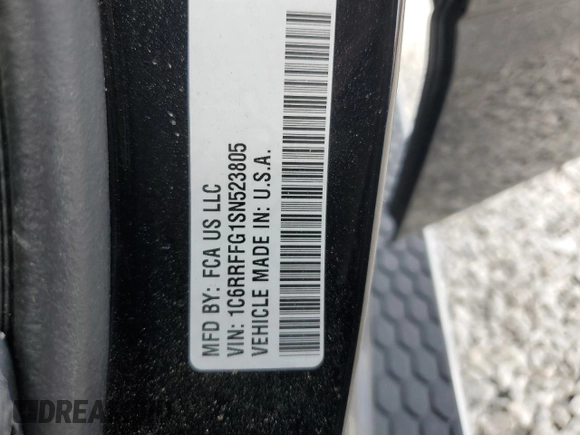 MFD BY: FCA US LLC
VIN: 1C6RRFFG1SN523805
VEHICLE MADE IN: U.S.A.